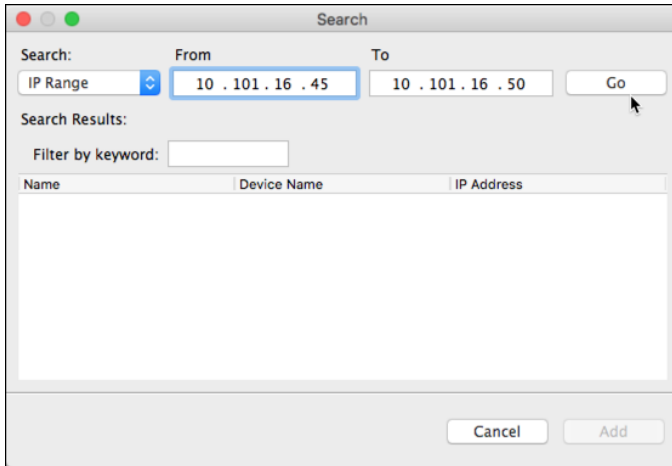 Search
Search: From To
IP Range 10 . 101 . 16 . 45 10 . 101 . 16 . 50 Go
Search Results:
Filter by keyword:
Name Device Name IP Address
Cancel Add